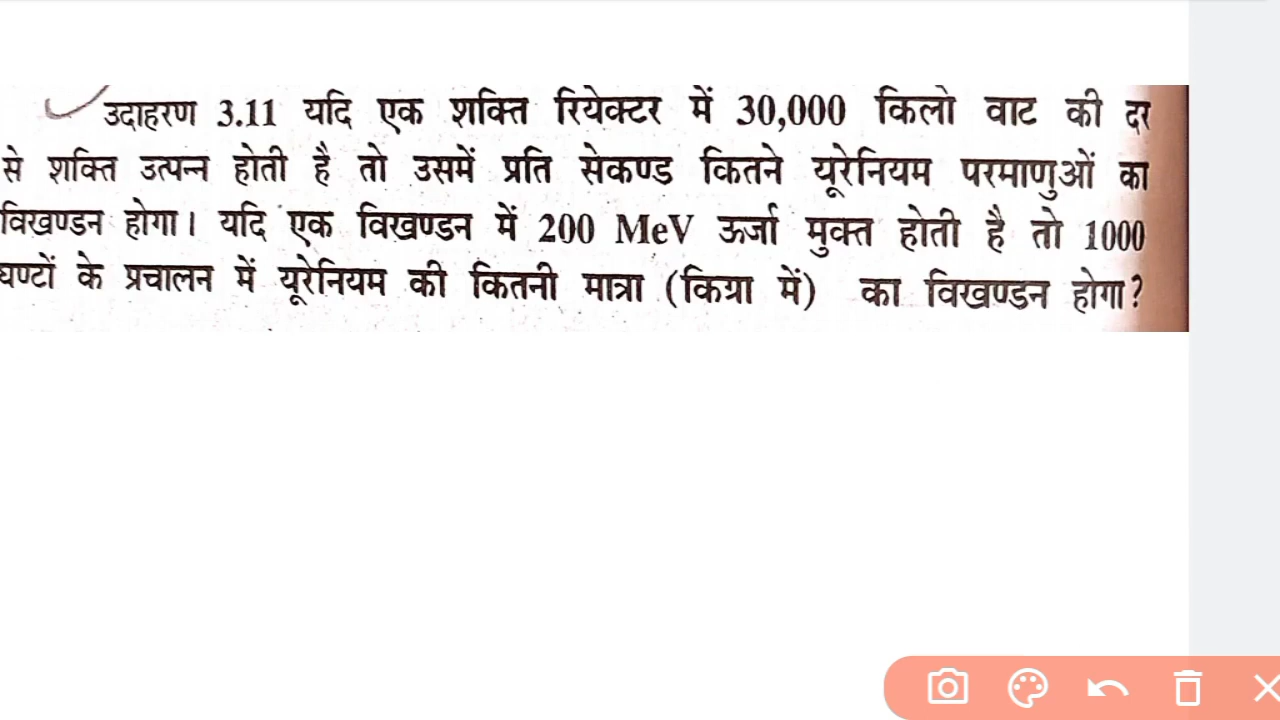 उदाहरण 3.11 यदि एक शक्ति रियेक्टर में 30,000 किलो वाट की दर
से शक्ति उत्पन्न होती है तो उसमें प्रति सेकण्ड कितने यूरेनियम परमाणुओं का
विखण्डन होगा। यदि एक विखण्डन में 200 MeV ऊर्जा मुक्त होती है तो 1000
घण्टों के प्रचालन में यूरेनियम की कितनी मात्रा (किग्रा में) का विखण्डन होगा?